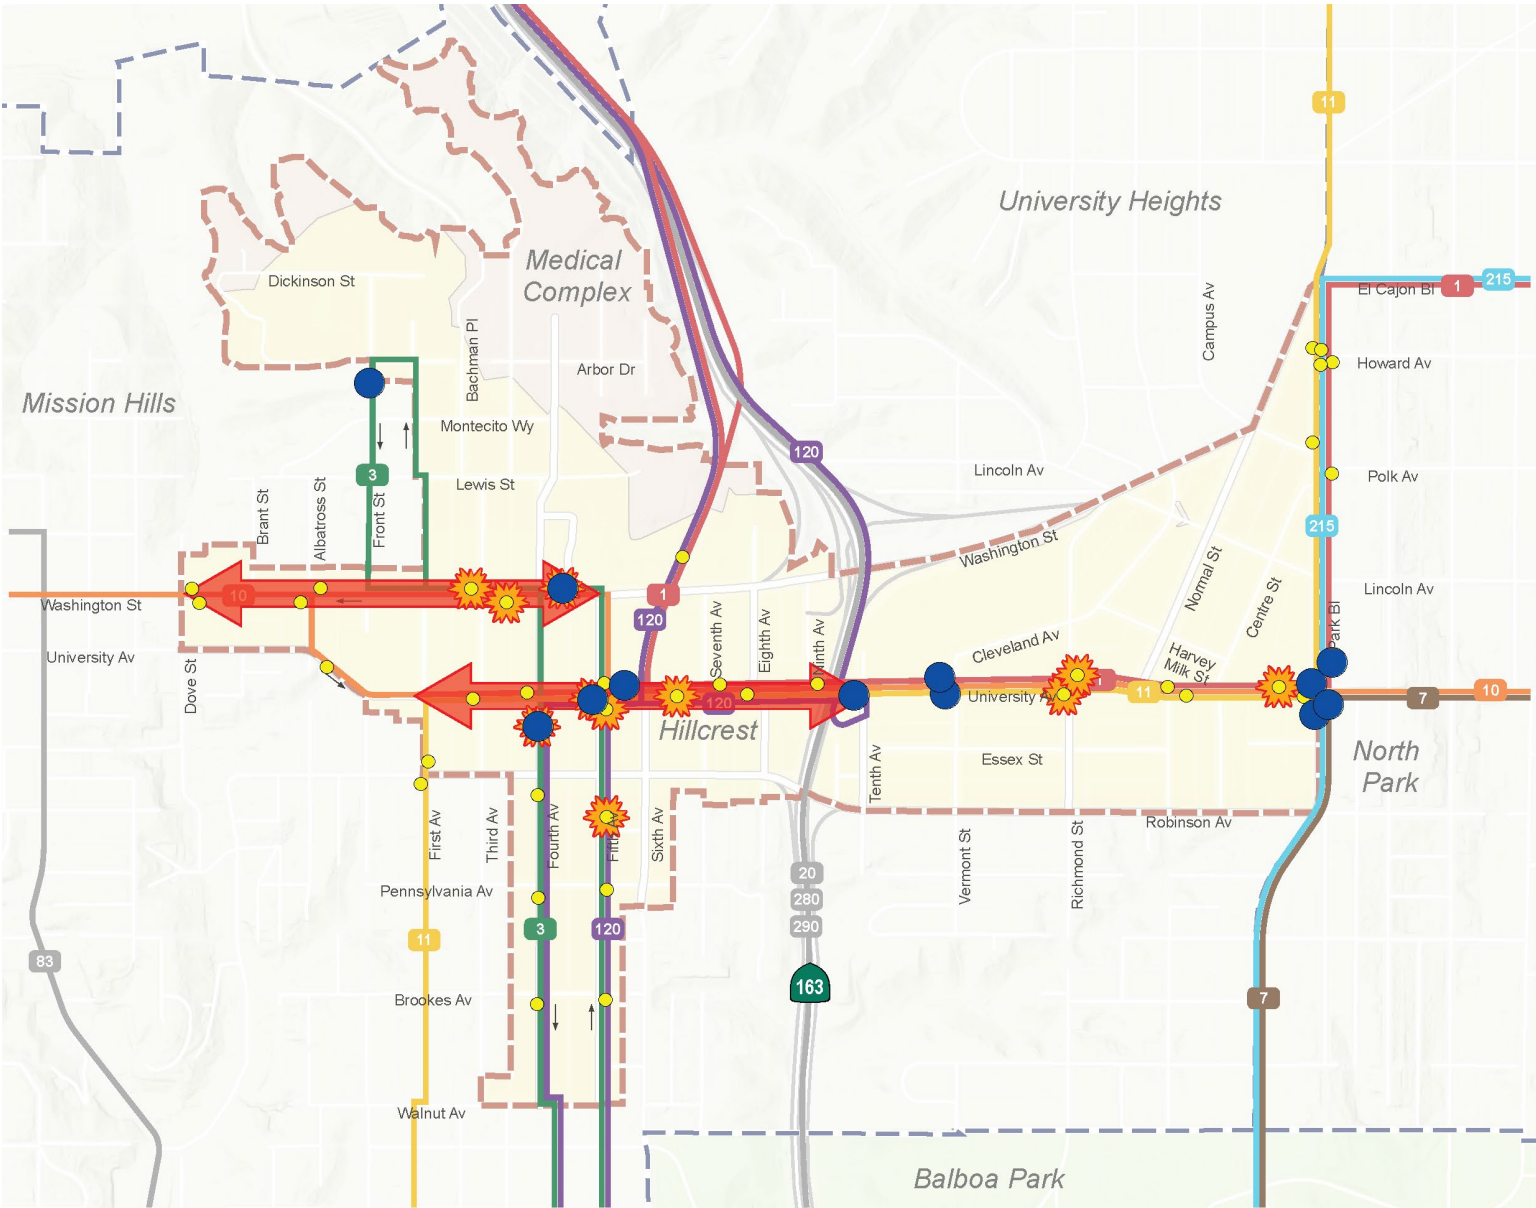 11
University Heights
Medical
Complex
Dickinson St
El Cajon Bl
1
215
Campus Av
Bachman Pl
Arbor Dr
Howard Av
Mission Hills
Montecito Wy
120
Lincoln Av
Polk Av
3
Lewis St
Brant St
Albatross St
Front St
215
Washington St
Normal St
Centre St
Lincoln Av
10
Washington St
1
120
Seventh Av
Eighth Av
Ninth Av
Cleveland Av
Harvey
Milk St
Park Bl
University Av
Dove St
120
University Av
1
11
7
10
Hillcrest
Essex St
North
Park
Tenth Av
First Av
Third Av
Fourth Av
Fifth Av
Sixth Av
Robinson Av
Vermont St
Richmond St
Pennsylvania Av
20
280
290
11
3
120
83
163
Brookes Av
7
Walnut Av
Balboa Park